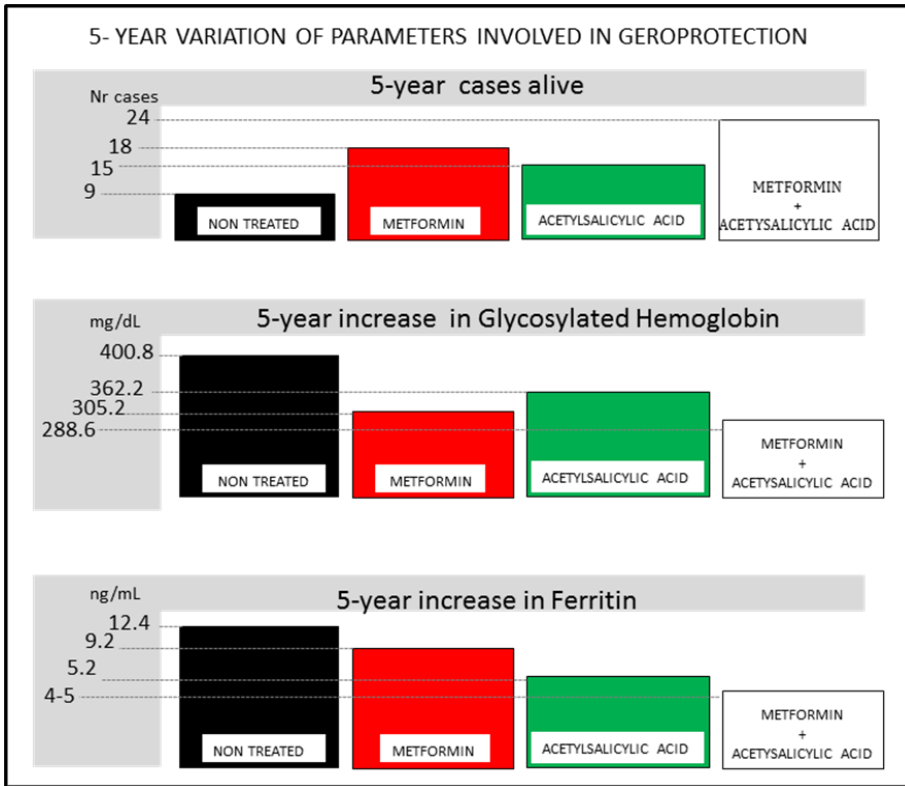 5- YEAR VARIATION OF PARAMETERS INVOLVED IN GEROPROTECTION
5-year cases alive
Nr cases
24
18
15
9
NON TREATED
METFORMIN
ACETYLSALICYLIC ACID
METFORMIN
+
ACETYSALICYLIC ACID
5-year increase in Glycosylated Hemoglobin
mg/dL
400.8
362.2
305.2
288.6
NON TREATED
METFORMIN
ACETYLSALICYLIC ACID
METFORMIN
+
ACETYSALICYLIC ACID
5-year increase in Ferritin
ng/mL
12.4
9.2
5.2
4-5
NON TREATED
METFORMIN
ACETYLSALICYLIC ACID
METFORMIN
+
ACETYSALICYLIC ACID